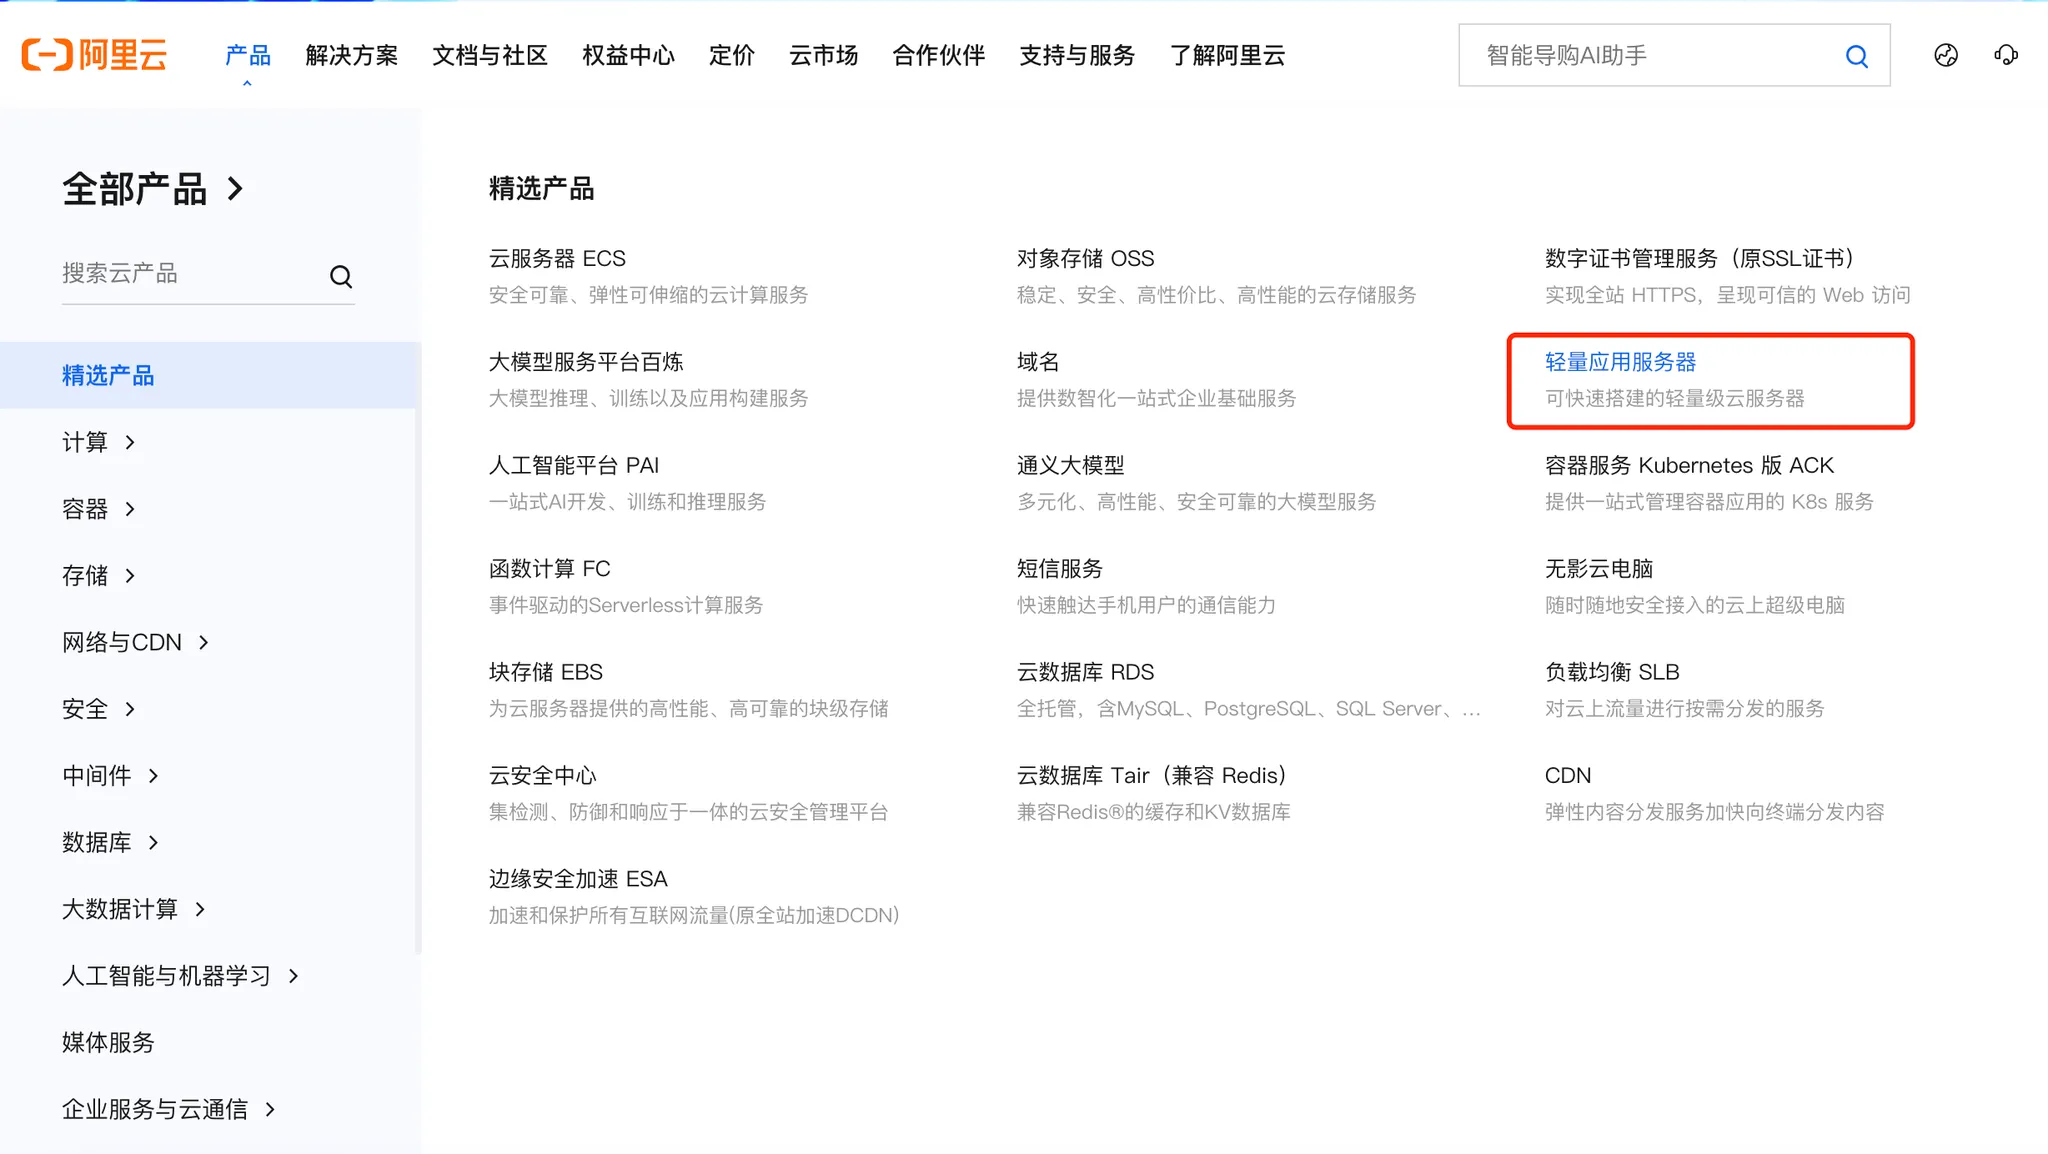 阿里云
产品
解决方案
文档与社区
权益中心
定价
云市场
合作伙伴
支持与服务
了解阿里云
智能导购AI助手
全部产品
搜索云产品
精选产品
计算
容器
存储
网络与CDN
安全
中间件
数据库
大数据计算
人工智能与机器学习
媒体服务
企业服务与云通信
精选产品
云服务器 ECS
安全可靠、弹性可伸缩的云计算服务
对象存储 OSS
稳定、安全、高性价比、高性能的云存储服务
数字证书管理服务（原SSL证书）
实现全站 HTTPS，呈现可信的 Web 访问
大模型服务平台百炼
大模型推理、训练以及应用构建服务
域名
提供数智化一站式企业基础服务
轻量应用服务器
可快速搭建的轻量级云服务器
人工智能平台 PAI
一站式AI开发、训练和推理服务
通义大模型
多元化、高性能、安全可靠的大模型服务
容器服务 Kubernetes 版 ACK
提供一站式管理容器应用的 K8s 服务
函数计算 FC
事件驱动的Serverless计算服务
短信服务
快速触达手机用户的通信能力
无影云电脑
随时随地安全接入的云上超级电脑
块存储 EBS
为云服务器提供的高性能、高可靠的块级存储
云数据库 RDS
全托管，含MySQL、PostgreSQL、SQL Server、...
负载均衡 SLB
对云上流量进行按需分发的服务
云安全中心
集检测、防御和响应于一体的云安全管理平台
云数据库 Tair（兼容 Redis）
兼容Redis®的缓存和KV数据库
CDN
弹性内容分发服务加快向终端分发内容
边缘安全加速 ESA
加速和保护所有互联网流量(原全站加速DCDN)